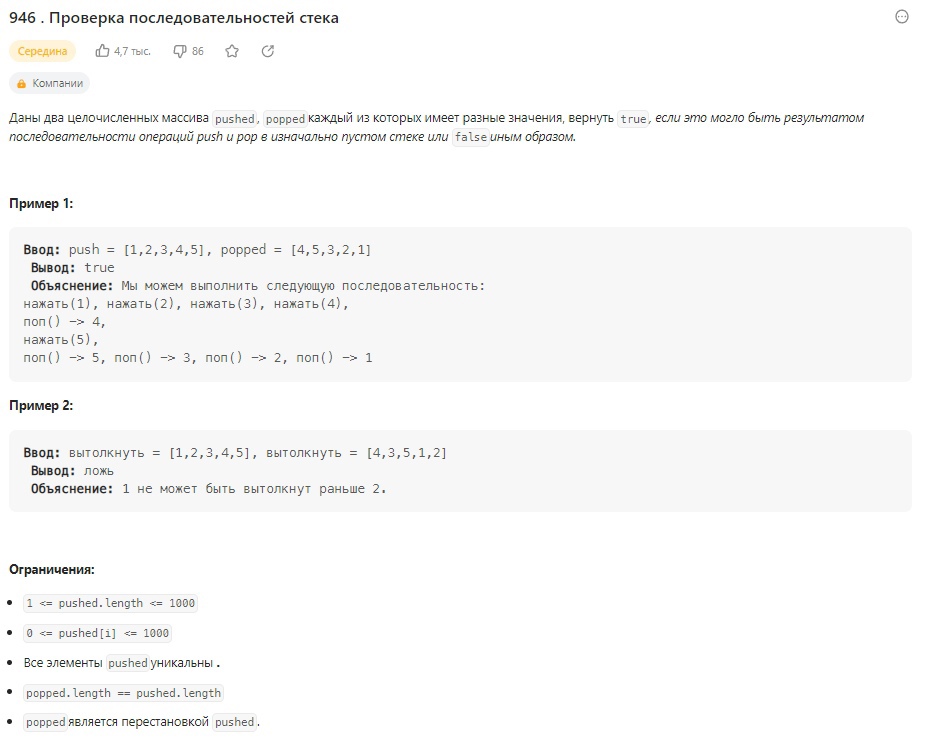 946 . Проверка последовательностей стека
Середина 4,7 тыс. 86
Компании
Даны два целочисленных массива pushed, popped каждый из которых имеет разные значения, вернуть true, если это могло быть результатом
последовательности операций push и pop в изначально пустом стеке или false иным образом.
Пример 1:
Ввод: push = [1,2,3,4,5], popped = [4,5,3,2,1]
Вывод: true
Объяснение: Мы можем выполнить следующую последовательность:
нажать(1), нажать(2), нажать(3), нажать(4),
поп() -> 4,
нажать(5),
поп() -> 5, поп() -> 3, поп() -> 2, поп() -> 1
Пример 2:
Ввод: вытолкнуть = [1,2,3,4,5], вытолкнуть = [4,3,5,1,2]
Вывод: ложь
Объяснение: 1 не может быть вытолкнут раньше 2.
Ограничения:
• 1 <= pushed.length <= 1000
• 0 <= pushed[i] <= 1000
• Все элементы pushed уникальны .
• popped.length == pushed.length
• popped является перестановкой pushed.